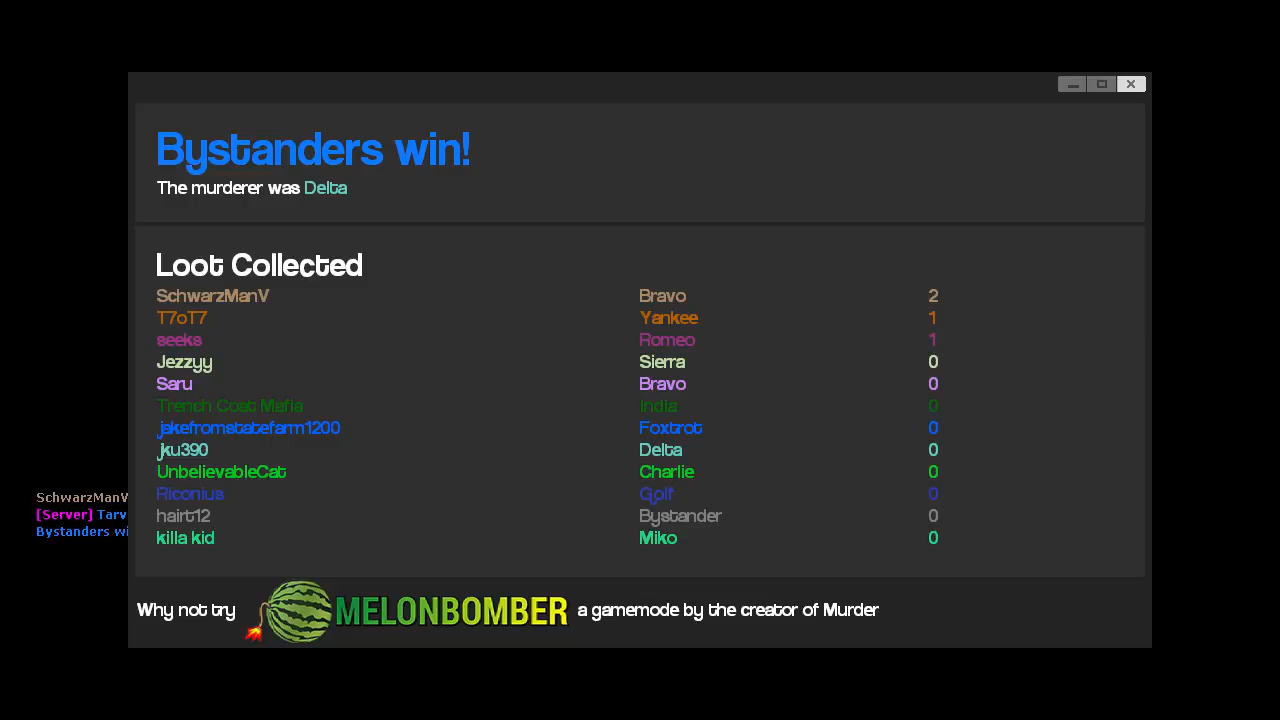 Bystanders win!
The murderer was Delta
Loot Collected
SchwarzManV Bravo 2
T7oT7 Yankee 1
seeks Romeo 1
Jezzyy Sierra 0
Saru Bravo 0
Trench Coat Mafia India 0
jakefromstatefarm1200 Foxtrot 0
jku390 Delta 0
UnbelievableCat Charlie 0
Riconius Golf 0
hairt12 Bystander 0
killa kid Miko 0
SchwarzManV
[Server] Tarv
Bystanders wi
Why not try MELONBOMBER a gamemode by the creator of Murder